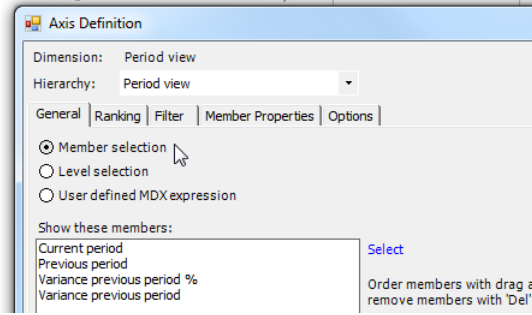 Axis Definition
Dimension: Period view
Hierarchy: Period view
General Ranking Filter Member Properties Options
Member selection
Level selection
User defined MDX expression
Show these members:
Current period
Previous period
Variance previous period %
Variance previous period
Select
Order members with drag a
remove members with 'Del'